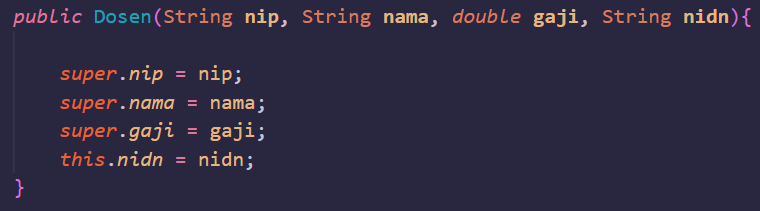 public Dosen(String nip, String nama, double gaji, String nidn){
super.nip = nip;
super.nama = nama;
super.gaji = gaji;
this.nidn = nidn;
}